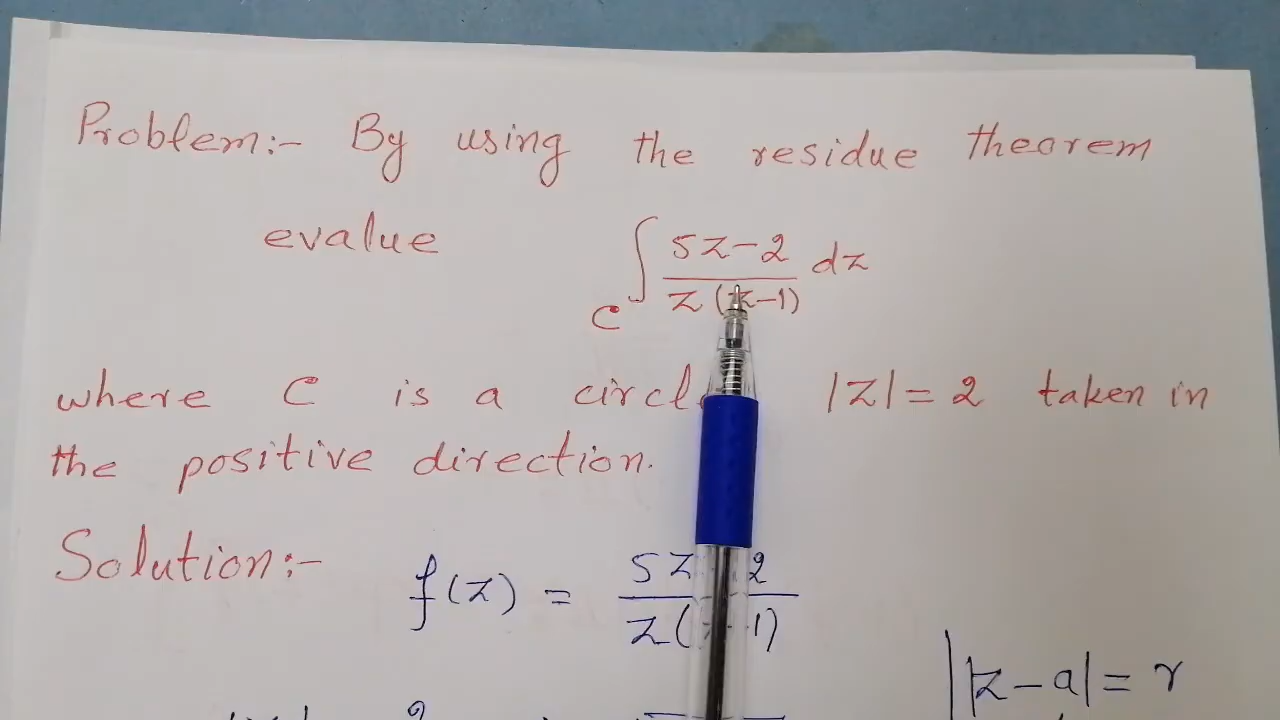 Problem:- By using the residue theorem
evalue ∫ 5z-2 / z(z-1) dz
C
where C is a circle |z| = 2 taken in
the positive direction.
Solution:- f(z) = 5z 2 / z( 1)
|z-a| = r